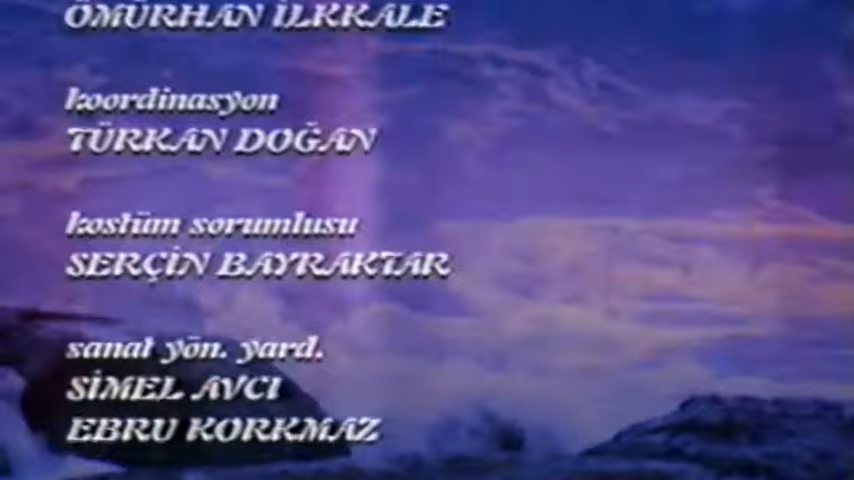 ÖMÜRHAN İLKKALE
koordinasyon
TÜRKAN DOĞAN
kostüm sorumlusu
SERÇİN BAYRAKTAR
sanat yön. yard.
SİMEL AVCI
EBRU KORKMAZ